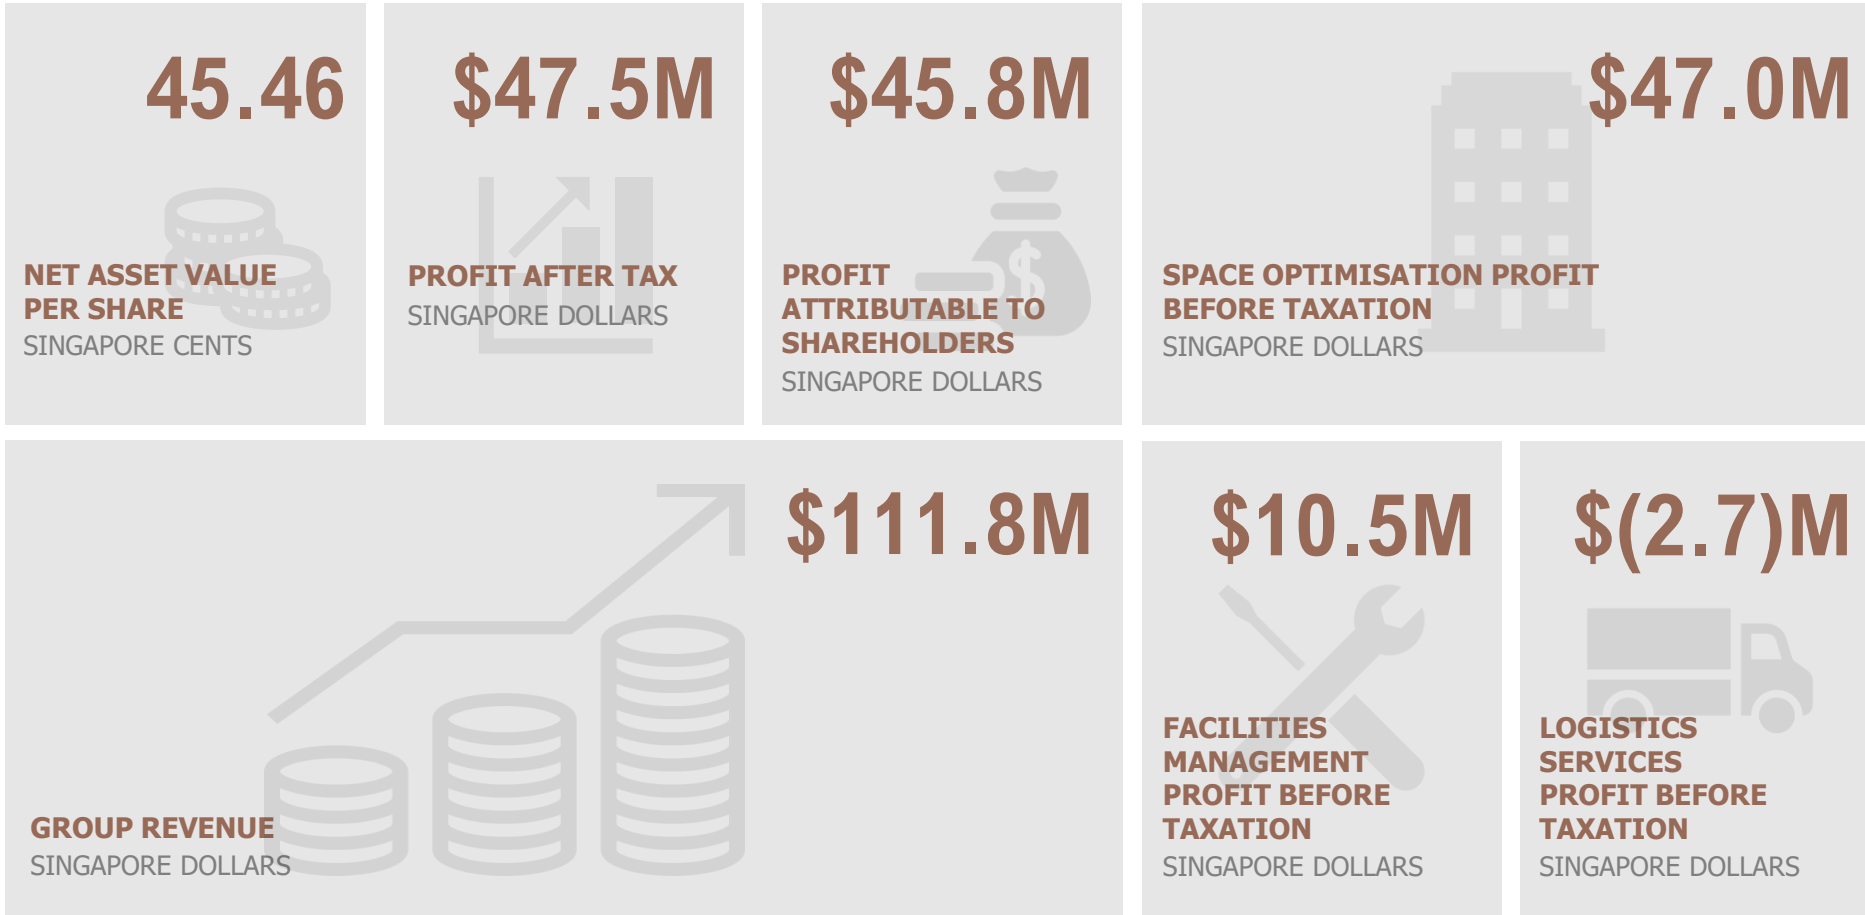 45.46
NET ASSET VALUE
PER SHARE
SINGAPORE CENTS
$47.5M
PROFIT AFTER TAX
SINGAPORE DOLLARS
$45.8M
PROFIT
ATTRIBUTABLE TO
SHAREHOLDERS
SINGAPORE DOLLARS
$47.0M
SPACE OPTIMISATION PROFIT
BEFORE TAXATION
SINGAPORE DOLLARS
$111.8M
GROUP REVENUE
SINGAPORE DOLLARS
$10.5M
FACILITIES
MANAGEMENT
PROFIT BEFORE
TAXATION
SINGAPORE DOLLARS
$(2.7)M
LOGISTICS
SERVICES
PROFIT BEFORE
TAXATION
SINGAPORE DOLLARS